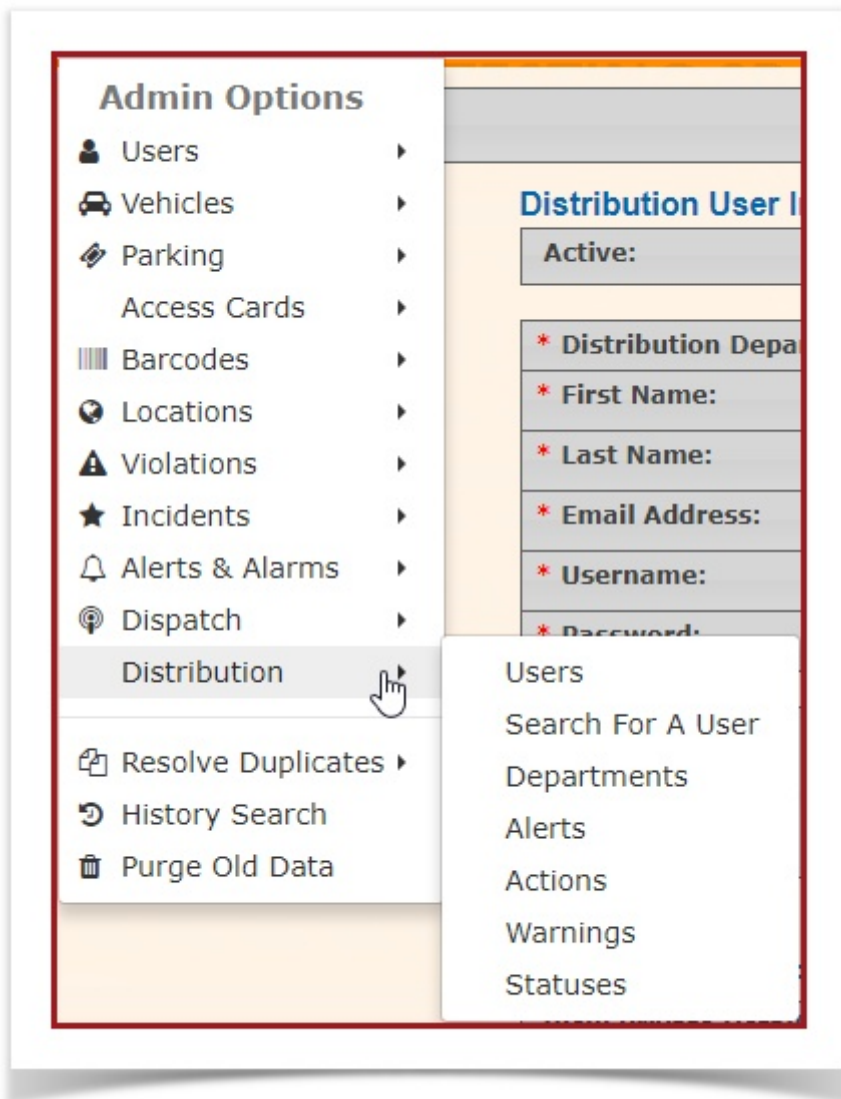 Admin Options
Users
Vehicles
Parking
Access Cards
Barcodes
Locations
Violations
Incidents
Alerts & Alarms
Dispatch
Distribution
Resolve Duplicates
History Search
Purge Old Data
Distribution User
Active:
* Distribution
* First Name:
* Last Name:
* Email Address:
* Username:
* Password:
Users
Search For A User
Departments
Alerts
Actions
Warnings
Statuses